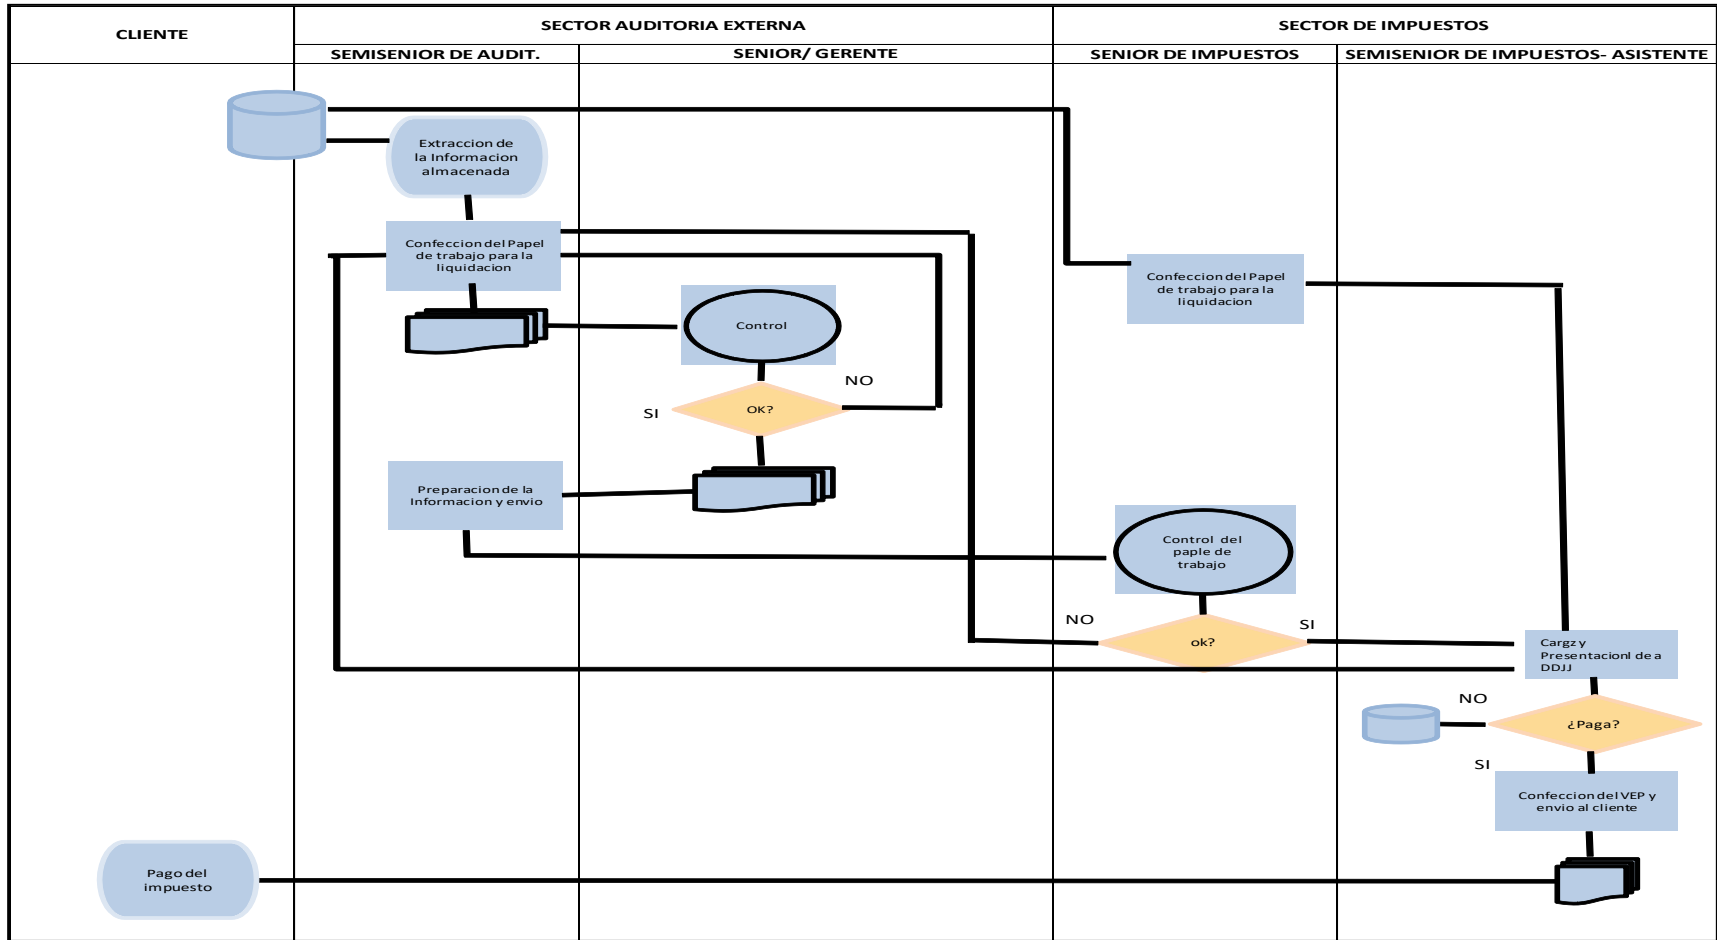 CLIENTE
SECTOR AUDITORIA EXTERNA
SECTOR DE IMPUESTOS
SEMISENIOR DE AUDIT.
SENIOR/ GERENTE
SENIOR DE IMPUESTOS
SEMISENIOR DE IMPUESTOS- ASISTENTE
Extraccion de
la Informacion
almacenada
Confeccion del Papel
de trabajo para la
liquidacion
Confeccion del Papel
de trabajo para la
liquidacion
Control
NO
SI
OK?
Preparacion de la
Informacion y envio
Control del
paple de
trabajo
NO
SI
ok?
Cargz y
Presentacionl de a
DDJJ
NO
¿Paga?
SI
Confeccion del VEP y
envio al cliente
Pago del
impuesto